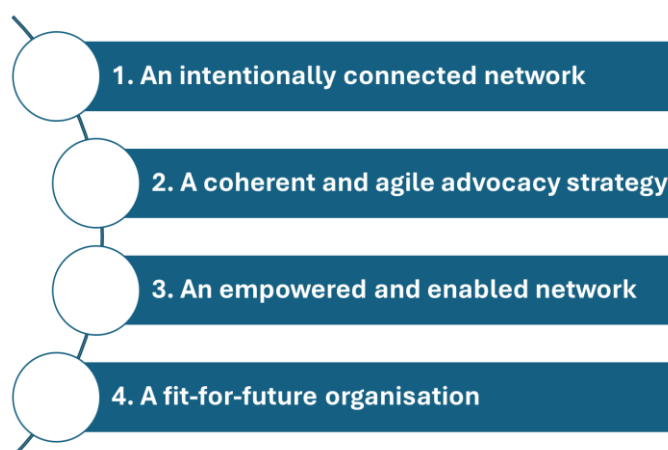 1. An intentionally connected network
2. A coherent and agile advocacy strategy
3. An empowered and enabled network
4. A fit-for-future organisation